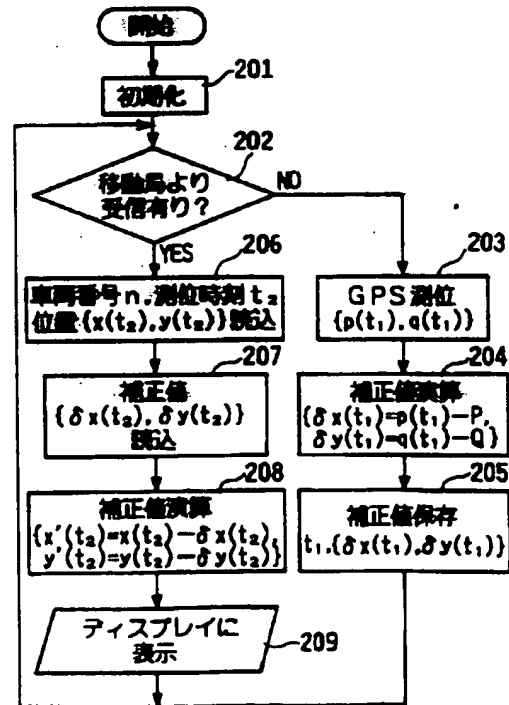 開始
201
初期化
202
移動局より
受信有り?
NO
YES
206
車両番号n,測位時刻t₂
位置{x(t₂),y(t₂)}読込
203
GPS測位
{p(t₁),q(t₁)}
207
補正値
{δx(t₂),δy(t₂)}
読込
204
補正値演算
{δx(t₁)=p(t₁)−P,
δy(t₁)=q(t₁)−Q}
208
補正値演算
{x'(t₂)=x(t₂)−δx(t₂),
y'(t₂)=y(t₂)−δy(t₂)}
205
補正値保存
t₁,{δx(t₁),δy(t₁)}
ディスプレイに
表示
209